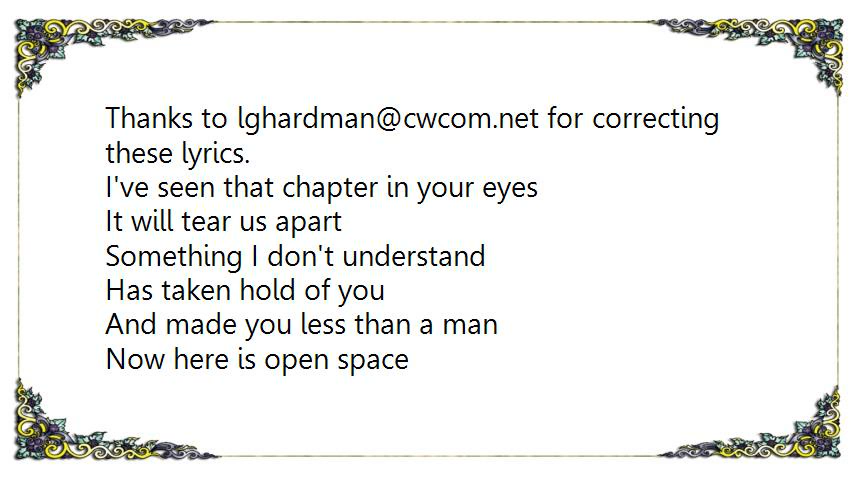 Thanks to lghardman@cwcom.net for correcting
these lyrics.
I've seen that chapter in your eyes
It will tear us apart
Something I don't understand
Has taken hold of you
And made you less than a man
Now here is open space